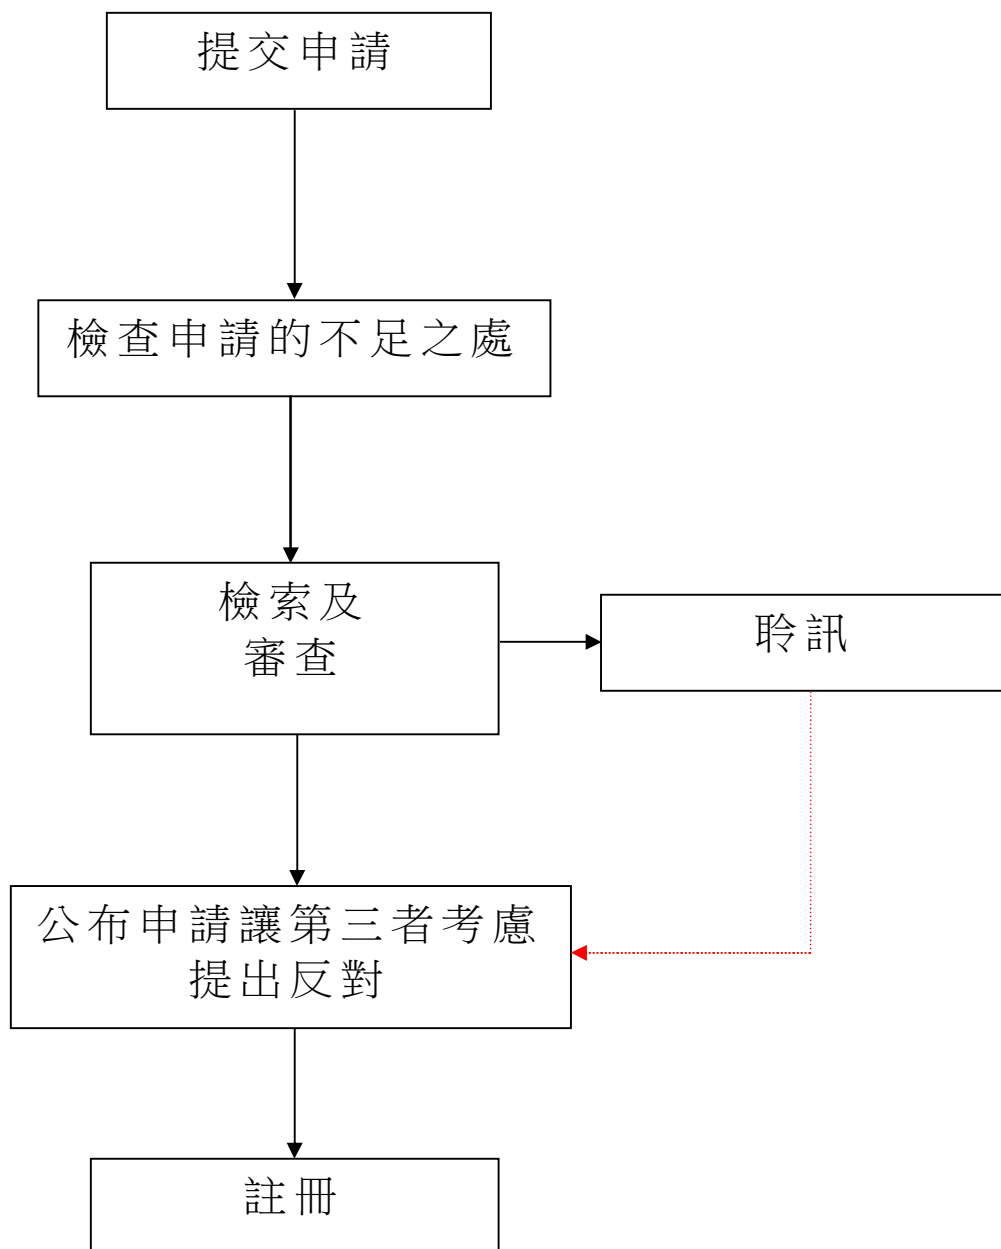 提交申請
檢查申請的不足之處
檢索及
審查
聆訊
公布申請讓第三者考慮
提出反對
註冊